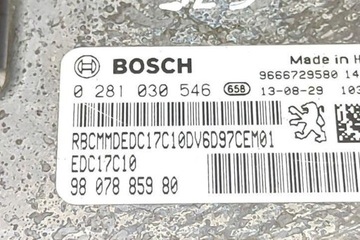 BOSCH
Made in H
0 281 030 546 658
9666729580 14
13-08-29 103
RBCMMDEDC17C10DV6D97CEM01
EDC17C10
98 078 859 80